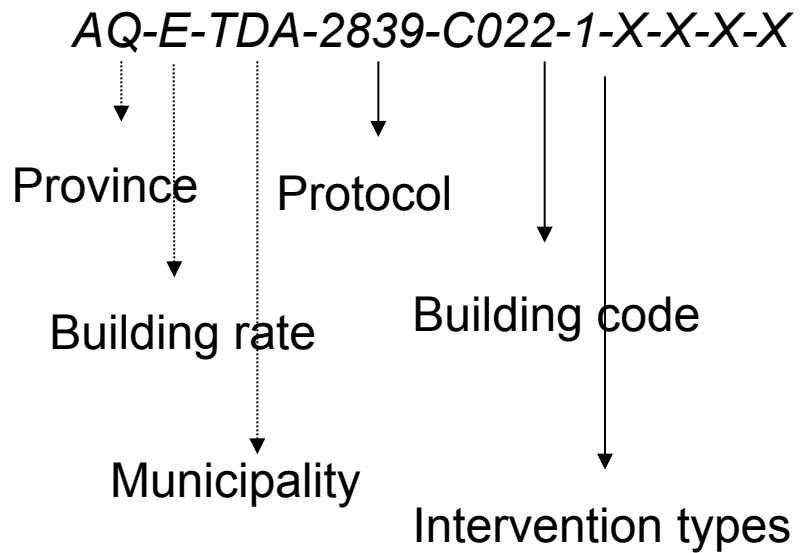 AQ-E-TDA-2839-C022-1-X-X-X-X
Province
Protocol
Building rate
Building code
Municipality
Intervention types